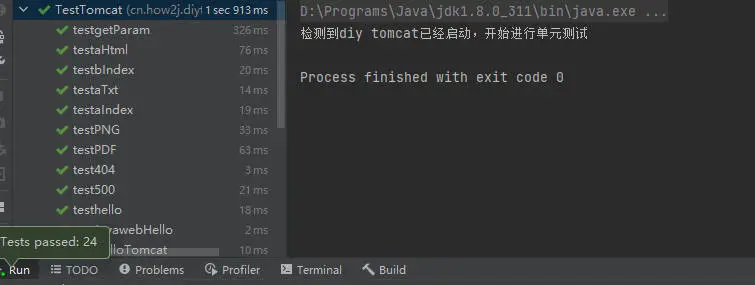 TestTomcat (cn.how2j.diy 1 sec 913 ms
testgetParam 326 ms
testaHtml 76 ms
testbIndex 20 ms
testaTxt 14 ms
testaIndex 19 ms
testPNG 33 ms
testPDF 63 ms
test404 3 ms
test500 21 ms
testhello 18 ms
avawebHello 2 ms
lloTomcat 10 ms
Tests passed: 24
D:\Programs\Java\jdk1.8.0_311\bin\java.exe ...
检测到diy tomcat已经启动，开始进行单元测试
Process finished with exit code 0
Run TODO Problems Profiler Terminal Build